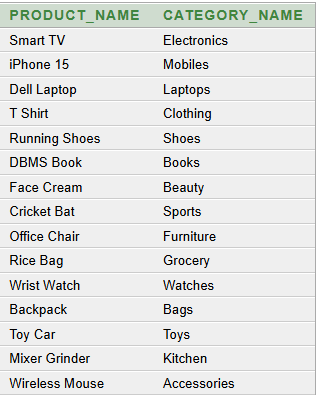 PRODUCT_NAME CATEGORY_NAME
Smart TV Electronics
iPhone 15 Mobiles
Dell Laptop Laptops
T Shirt Clothing
Running Shoes Shoes
DBMS Book Books
Face Cream Beauty
Cricket Bat Sports
Office Chair Furniture
Rice Bag Grocery
Wrist Watch Watches
Backpack Bags
Toy Car Toys
Mixer Grinder Kitchen
Wireless Mouse Accessories